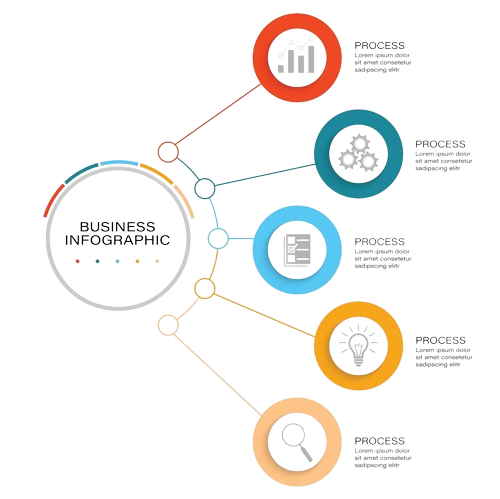 BUSINESS
INFOGRAPHIC
PROCESS
Lorem ipsum dolor
sit amet consetetur
sadipscing elitr
PROCESS
Lorem ipsum dolor
sit amet consetetur
sadipscing elitr
PROCESS
Lorem ipsum dolor
sit amet consetetur
sadipscing elitr
PROCESS
Lorem ipsum dolor
sit amet consetetur
sadipscing elitr
PROCESS
Lorem ipsum dolor
sit amet consetetur
sadipscing elitr